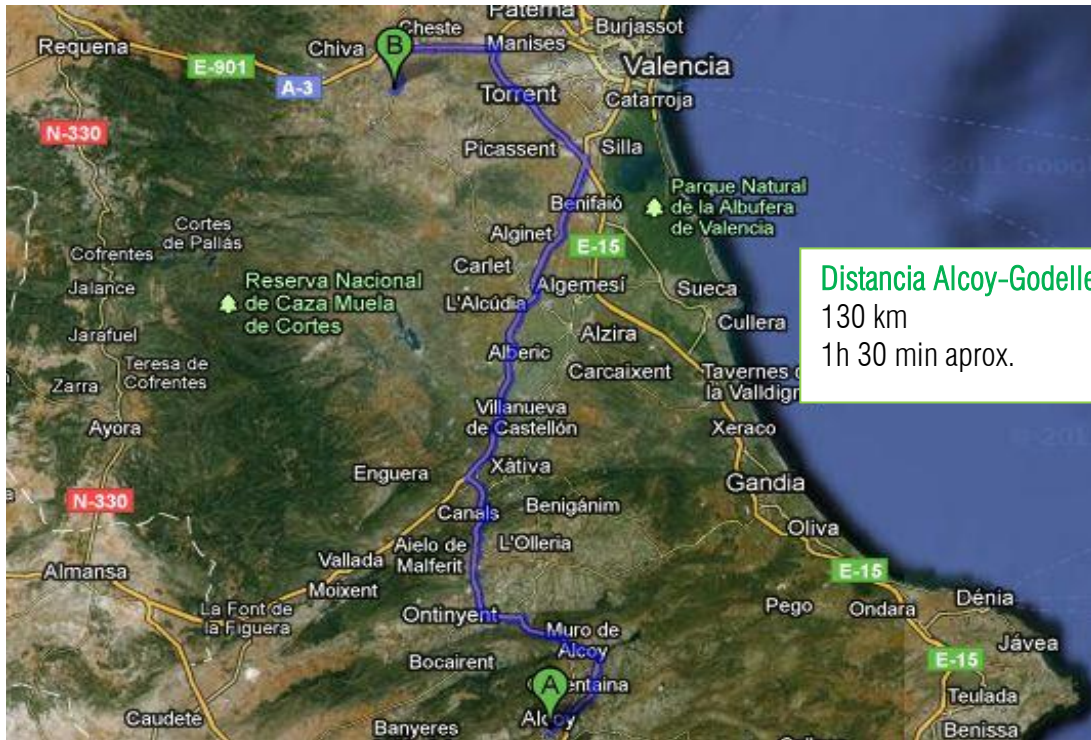 Paterna
Cheste
Burjassot
Requena
Chiva
B
Manises
E-901
Valencia
A-3
Torrent
Catarroja
N-330
Picassent
Silla
Parque Natural
de la Albufera
de Valencia
Benifaió
Cortes
de Pallás
Alginet
E-15
Cofrentes
Carlet
Reserva Nacional
de Caza Muela
de Cortes
Jalance
L'Alcúdia
Algemesí
Sueca
Distancia Alcoy-Godelle
130 km
1h 30 min aprox.
Cullera
Jarafuel
Alzira
Alberic
Teresa de
Cofrentes
Zarra
Carcaixent
Tavernes
la Valldig
Villanueva
de Castellón
Ayora
Xeraco
Enguera
Xàtiva
Gandia
N-330
Canals
Benigánim
Oliva
Vallada
Aielo de
Malferit
L'Olleria
Almansa
E-15
Moixent
La Font de
la Figuera
Ontinyent
Pego
Ondara
Dénia
Muro de
Alcoy
Jávea
Bocairent
E-15
A
entaina
Teulada
Caudete
Alcoy
Banyeres
Benissa